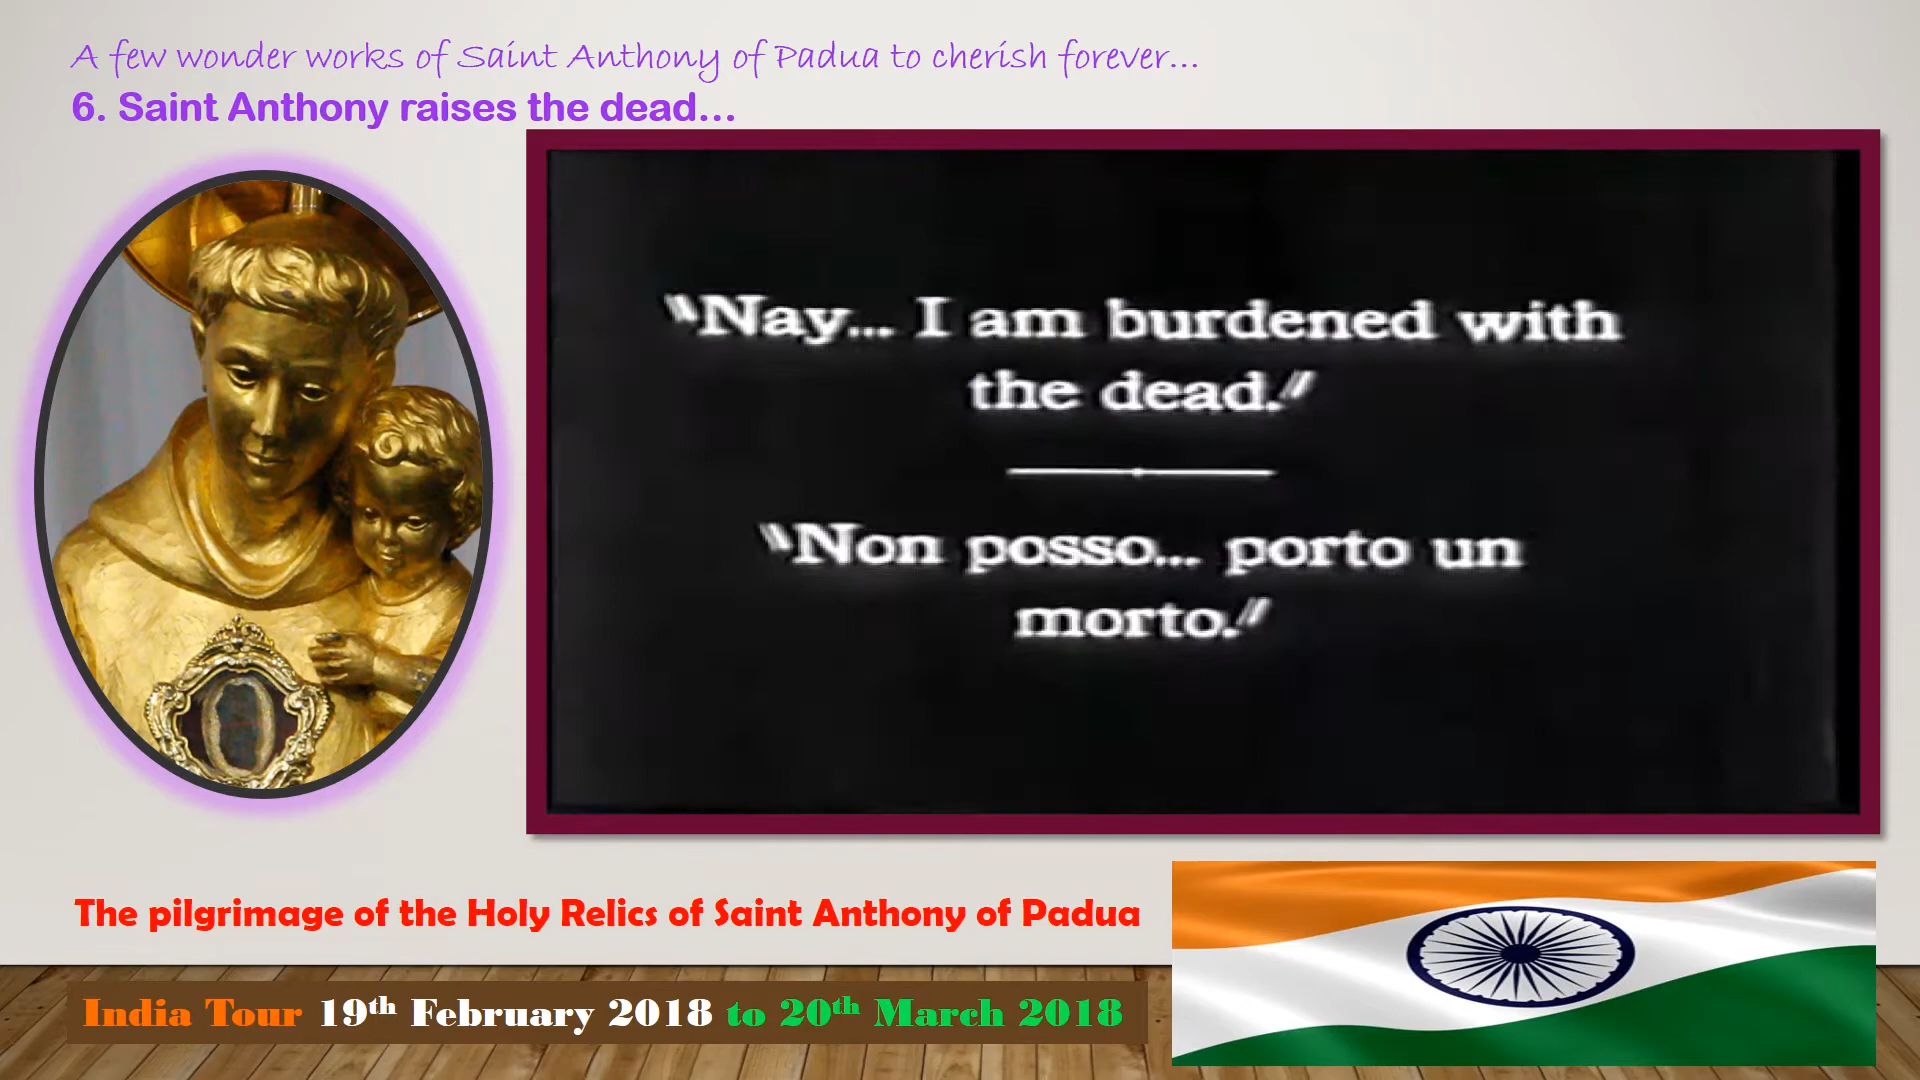 A few wonder works of Saint Anthony of Padua to cherish forever...
6. Saint Anthony raises the dead...
"Nay... I am burdened with
the dead."
"Non posso... porto un
morto."
The pilgrimage of the Holy Relics of Saint Anthony of Padua
India Tour 19th February 2018 to 20th March 2018